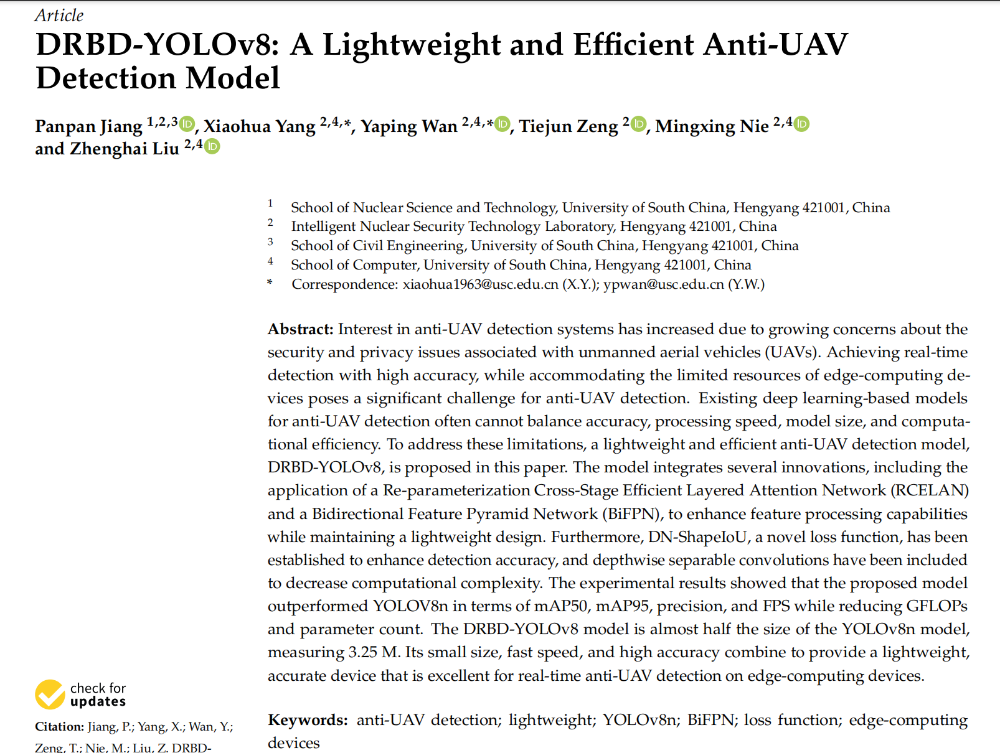 Article
DRBD-YOLOv8: A Lightweight and Efficient Anti-UAV
Detection Model
Panpan Jiang 1,2,3 iD, Xiaohua Yang 2,4,*, Yaping Wan 2,4,* iD, Tiejun Zeng 2 iD, Mingxing Nie 2,4 iD
and Zhenghai Liu 2,4 iD
1 School of Nuclear Science and Technology, University of South China, Hengyang 421001, China
2 Intelligent Nuclear Security Technology Laboratory, Hengyang 421001, China
3 School of Civil Engineering, University of South China, Hengyang 421001, China
4 School of Computer, University of South China, Hengyang 421001, China
* Correspondence: xiaohua1963@usc.edu.cn (X.Y.); ypwan@usc.edu.cn (Y.W.)
Abstract: Interest in anti-UAV detection systems has increased due to growing concerns about the
security and privacy issues associated with unmanned aerial vehicles (UAVs). Achieving real-time
detection with high accuracy, while accommodating the limited resources of edge-computing de-
vices poses a significant challenge for anti-UAV detection. Existing deep learning-based models
for anti-UAV detection often cannot balance accuracy, processing speed, model size, and computa-
tional efficiency. To address these limitations, a lightweight and efficient anti-UAV detection model,
DRBD-YOLOv8, is proposed in this paper. The model integrates several innovations, including the
application of a Re-parameterization Cross-Stage Efficient Layered Attention Network (RCELAN)
and a Bidirectional Feature Pyramid Network (BiFPN), to enhance feature processing capabilities
while maintaining a lightweight design. Furthermore, DN-ShapeIoU, a novel loss function, has been
established to enhance detection accuracy, and depthwise separable convolutions have been included
to decrease computational complexity. The experimental results showed that the proposed model
outperformed YOLOV8n in terms of mAP50, mAP95, precision, and FPS while reducing GFLOPs
and parameter count. The DRBD-YOLOv8 model is almost half the size of the YOLOv8n model,
measuring 3.25 M. Its small size, fast speed, and high accuracy combine to provide a lightweight,
accurate device that is excellent for real-time anti-UAV detection on edge-computing devices.
Keywords: anti-UAV detection; lightweight; YOLOv8n; BiFPN; loss function; edge-computing
devices
check for
updates
Citation: Jiang, P.; Yang, X.; Wan, Y.;
Zeng, T.; Nie, M.; Liu, Z. DRBD-